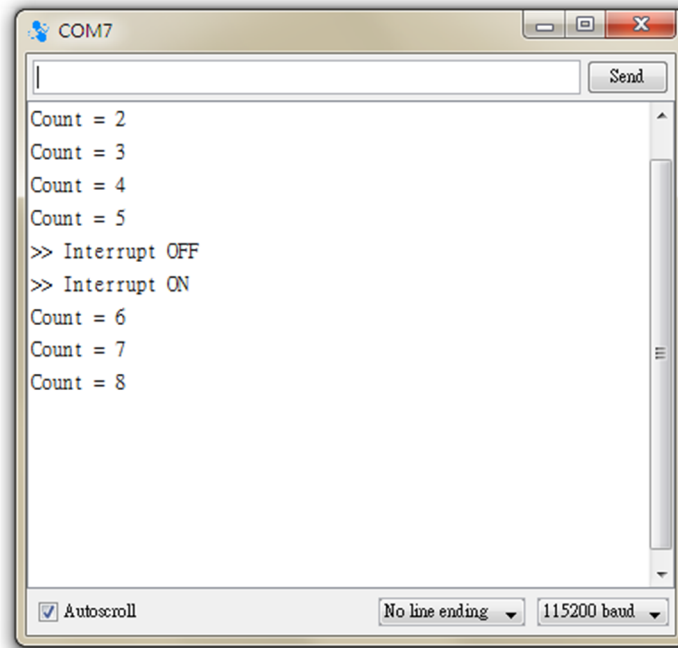 COM7
Send
Count = 2
Count = 3
Count = 4
Count = 5
>> Interrupt OFF
>> Interrupt ON
Count = 6
Count = 7
Count = 8
Autoscroll
No line ending
115200 baud